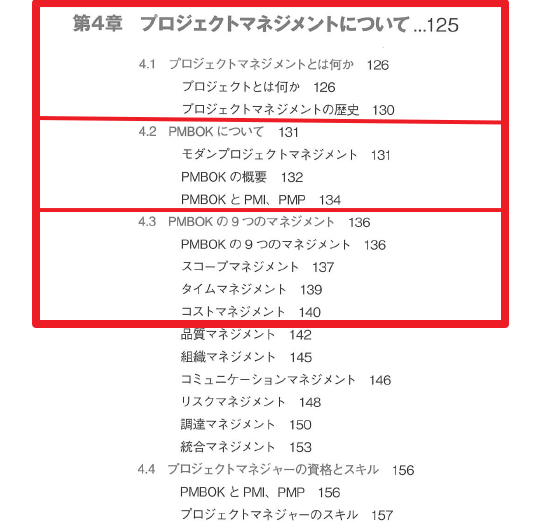 第4章 プロジェクトマネジメントについて...125
4.1 プロジェクトマネジメントとは何か 126
プロジェクトとは何か 126
プロジェクトマネジメントの歴史 130
4.2 PMBOK について 131
モダンプロジェクトマネジメント 131
PMBOK の概要 132
PMBOK と PMI、PMP 134
4.3 PMBOK の9つのマネジメント 136
PMBOK の9つのマネジメント 136
スコープマネジメント 137
タイムマネジメント 139
コストマネジメント 140
品質マネジメント 142
組織マネジメント 145
コミュニケーションマネジメント 146
リスクマネジメント 148
調達マネジメント 150
統合マネジメント 153
4.4 プロジェクトマネジャーの資格とスキル 156
PMBOK と PMI、PMP 156
プロジェクトマネジャーのスキル 157